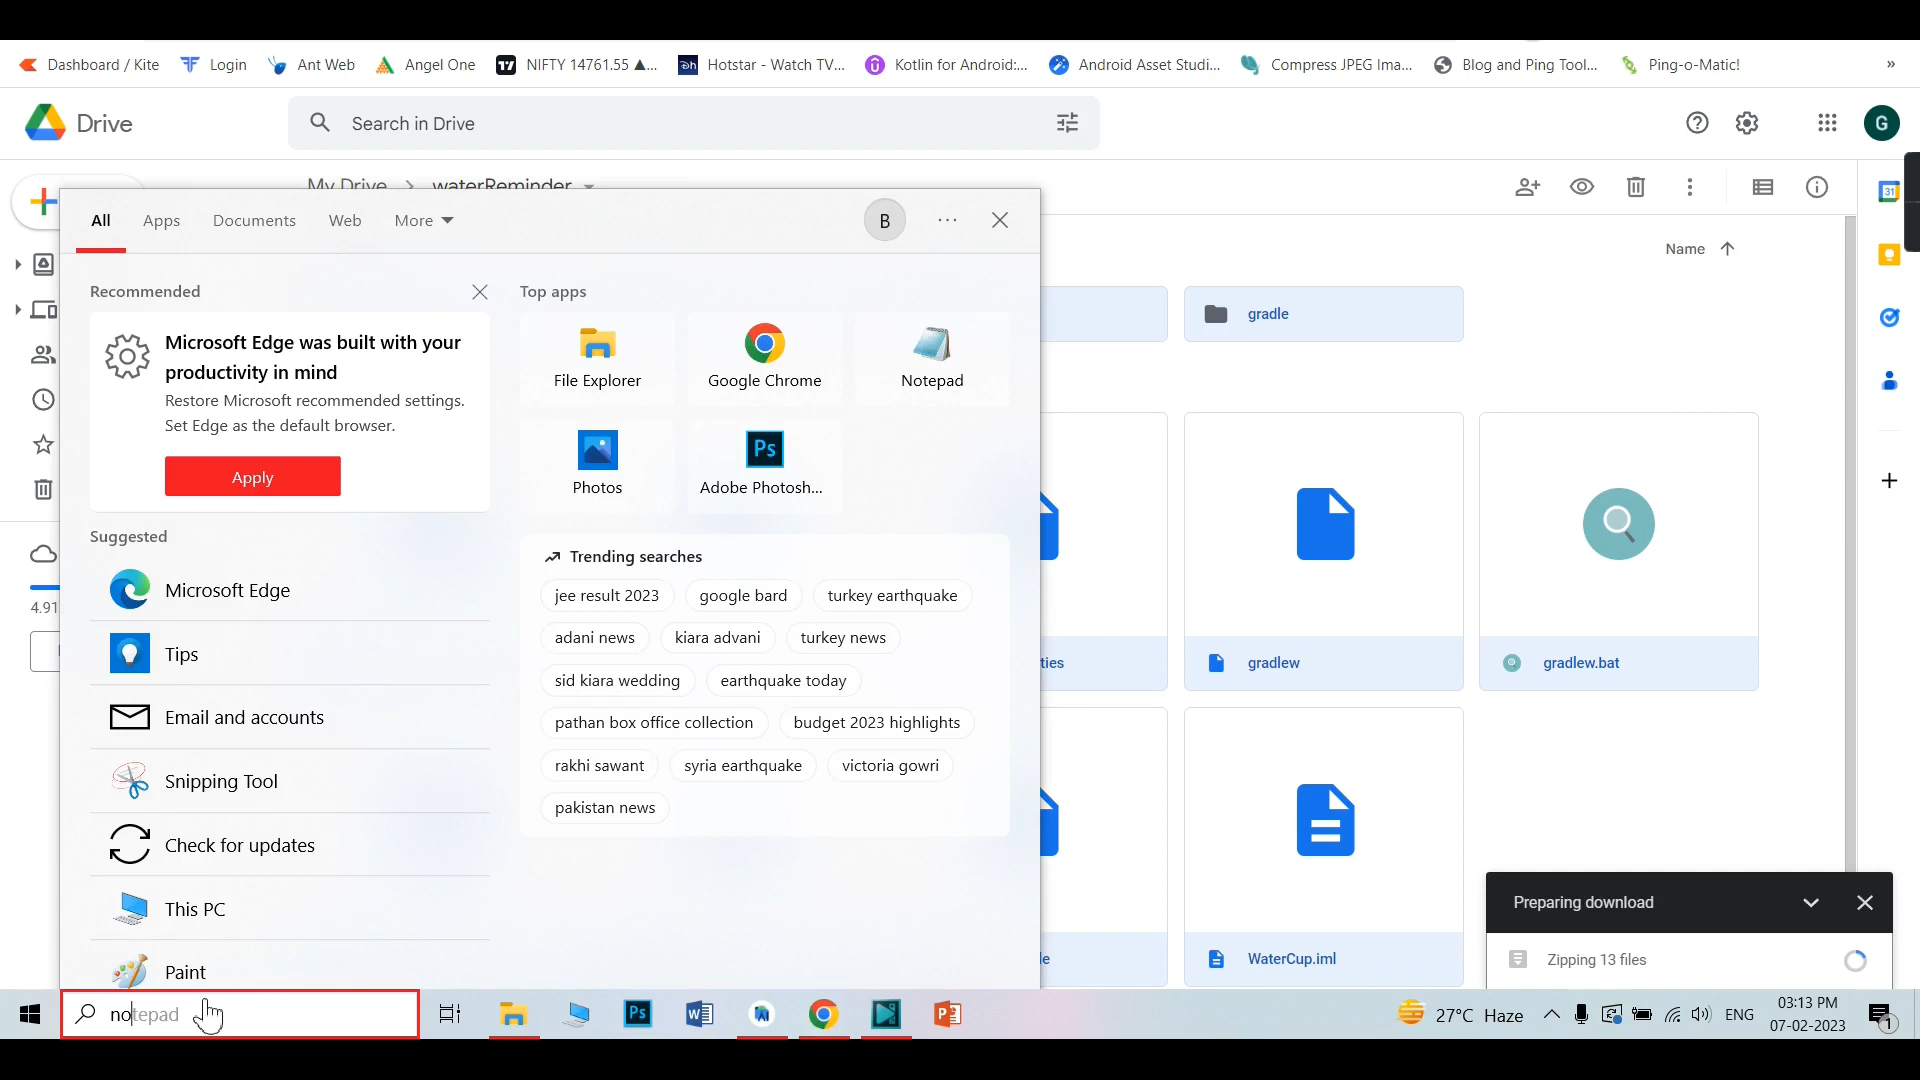 Dashboard / Kite
Login
Ant Web
Angel One
NIFTY 14761.55 ▲...
Hotstar - Watch TV...
Kotlin for Android:...
Android Asset Studi...
Compress JPEG Ima...
Blog and Ping Tool...
Ping-o-Matic!
»
Drive
Search in Drive
G
My Drive > waterReminder
All
Apps
Documents
Web
More
B
Name
31
Recommended
Microsoft Edge was built with your
productivity in mind
Restore Microsoft recommended settings.
Set Edge as the default browser.
Apply
Top apps
File Explorer
Google Chrome
Notepad
Photos
Ps
Adobe Photosh...
gradle
Suggested
Microsoft Edge
Tips
Email and accounts
Snipping Tool
Check for updates
This PC
Paint
Trending searches
jee result 2023
google bard
turkey earthquake
adani news
kiara advani
turkey news
sid kiara wedding
earthquake today
pathan box office collection
budget 2023 highlights
rakhi sawant
syria earthquake
victoria gowri
pakistan news
4.91
ties
gradlew
gradlew.bat
le
WaterCup.iml
Preparing download
Zipping 13 files
notepad
Ps
27°C Haze
ENG
03:13 PM
07-02-2023
1